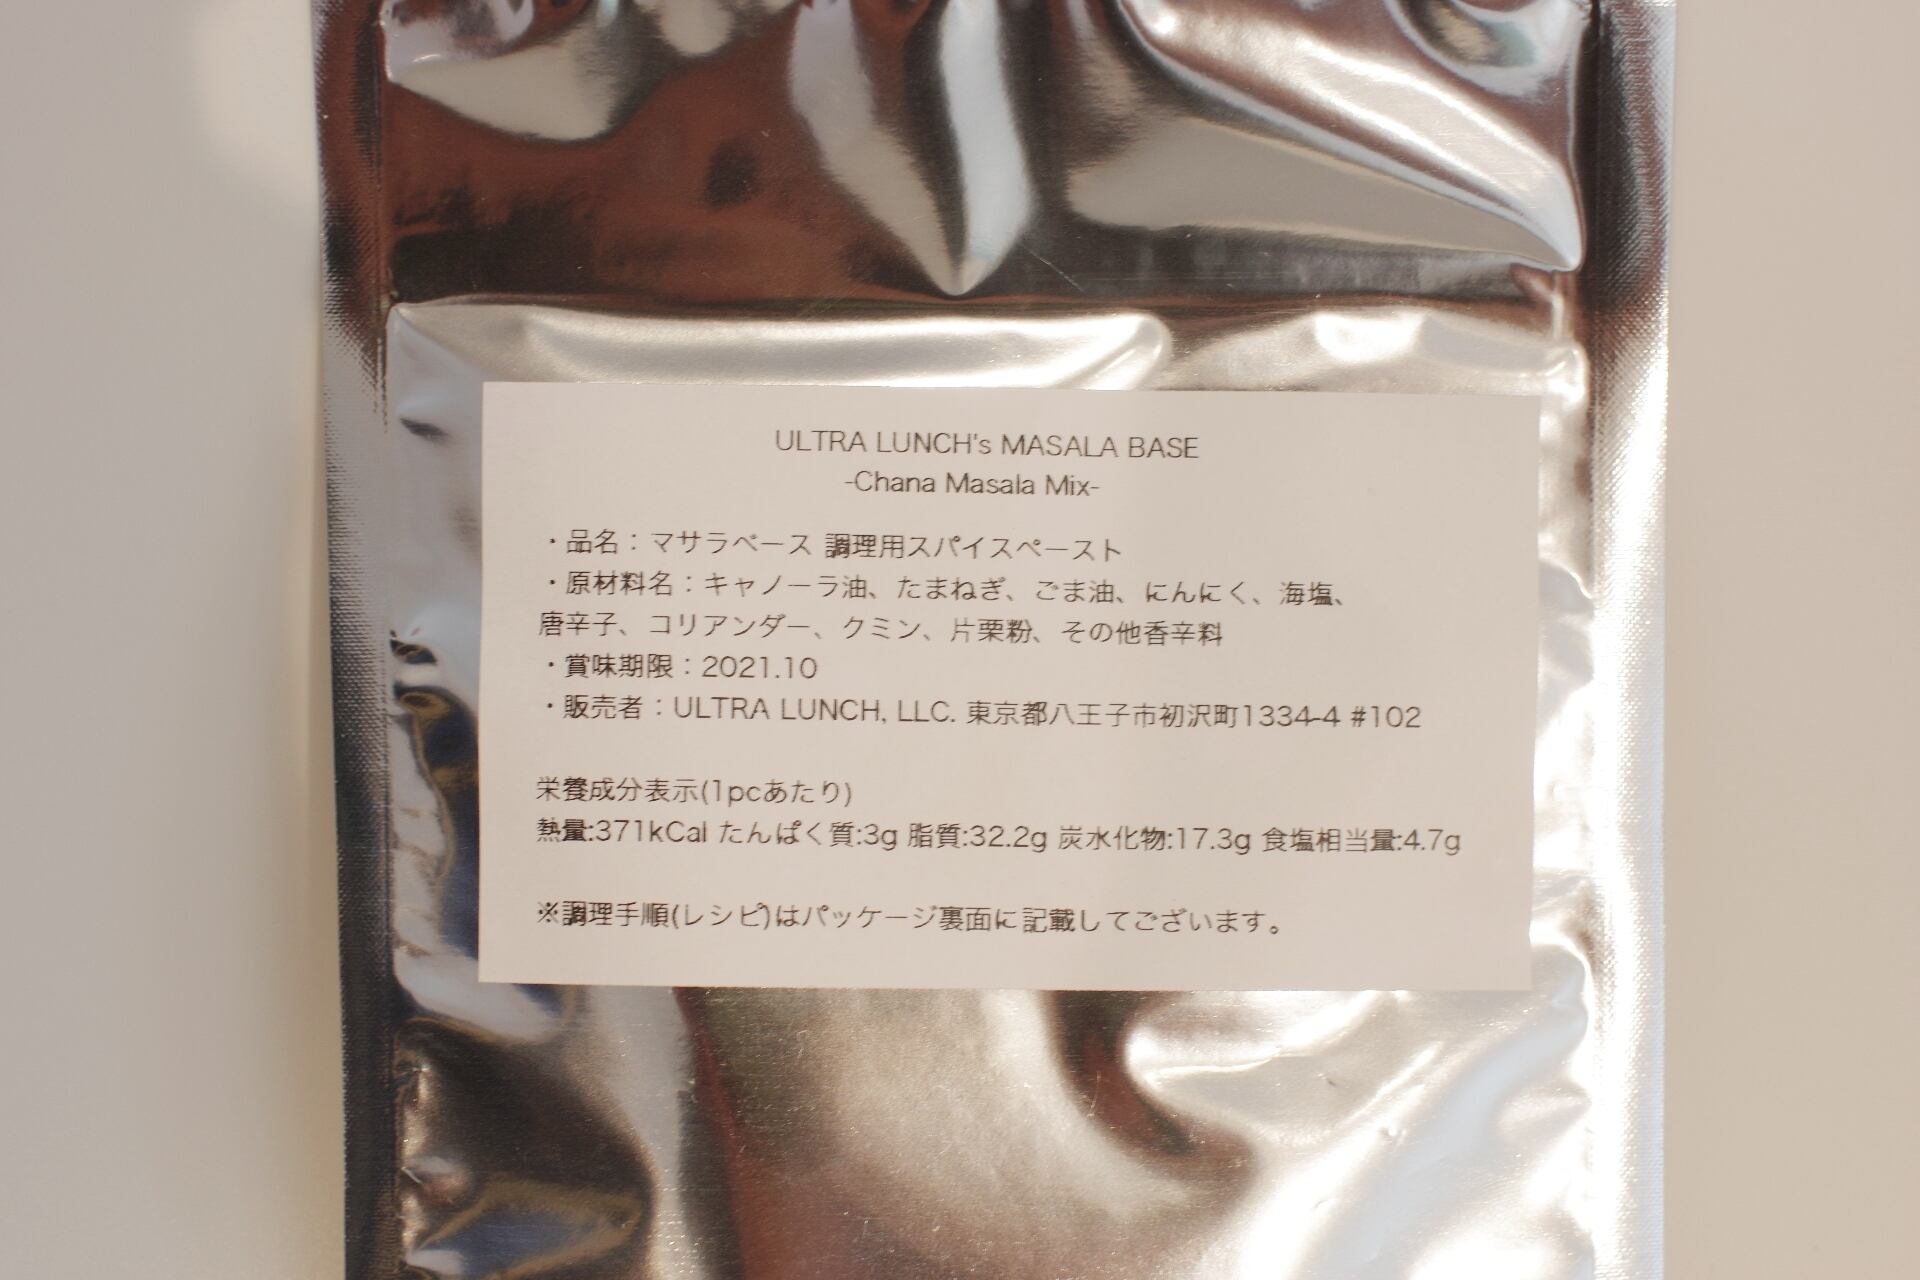 ULTRA LUNCH's MASALA BASE
-Chana Masala Mix-
・品名：マサラベース 調理用スパイスペースト
・原材料名：キャノーラ油、たまねぎ、ごま油、にんにく、海塩、
唐辛子、コリアンダー、クミン、片栗粉、その他香辛料
・賞味期限：2021.10
・販売者：ULTRA LUNCH, LLC. 東京都八王子市初沢町1334-4 #102
栄養成分表示(1pcあたり)
熱量:371kCal たんぱく質:3g 脂質:32.2g 炭水化物:17.3g 食塩相当量:4.7g
※調理手順(レシピ)はパッケージ裏面に記載してございます。